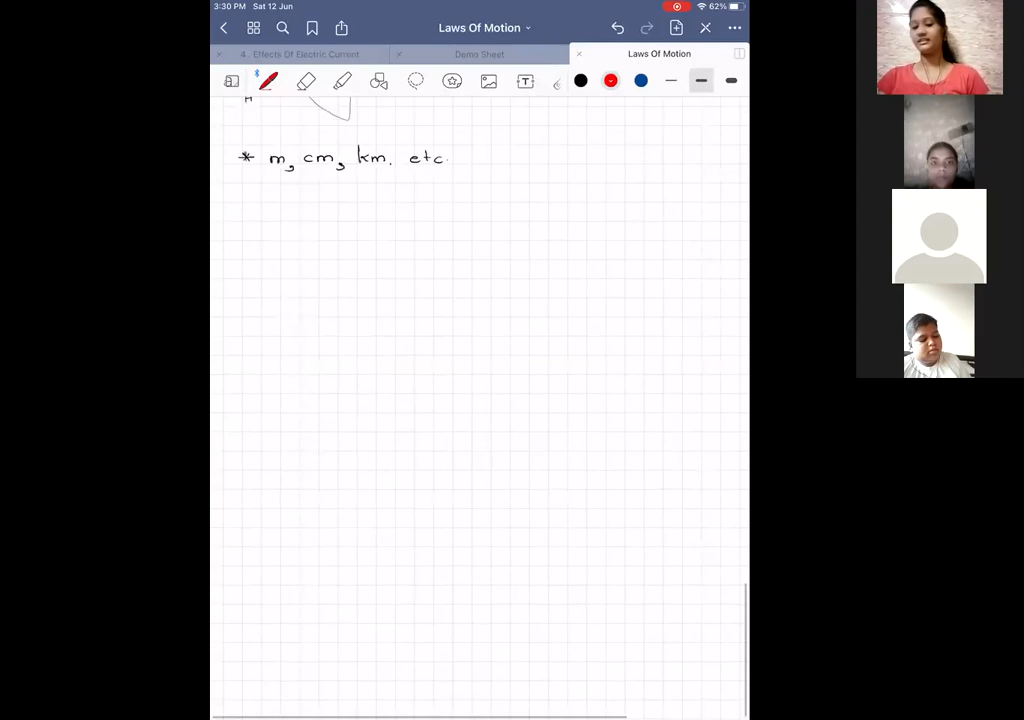 3:30 PM Sat 12 Jun 62%
Laws Of Motion
4. Effects Of Electric Current Demo Sheet Laws Of Motion
T
H
* m, cm, km. etc.